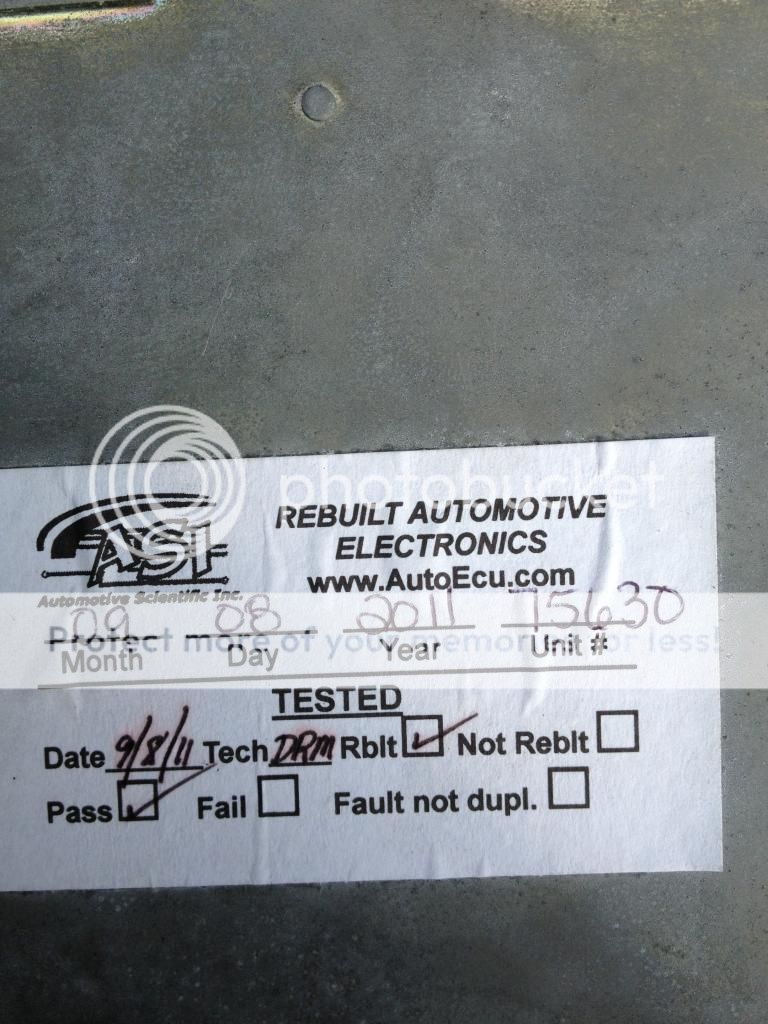 photobucket
ASI
REBUILT AUTOMOTIVE
ELECTRONICS
www.AutoEcu.com
Automotive Scientific Inc.
09 08 2011 75630
Protect more of your memories for less!
Month Day Year Unit #
TESTED
Date 9/8/11 Tech DRM Rblt Not Reblt
Pass Fail Fault not dupl.